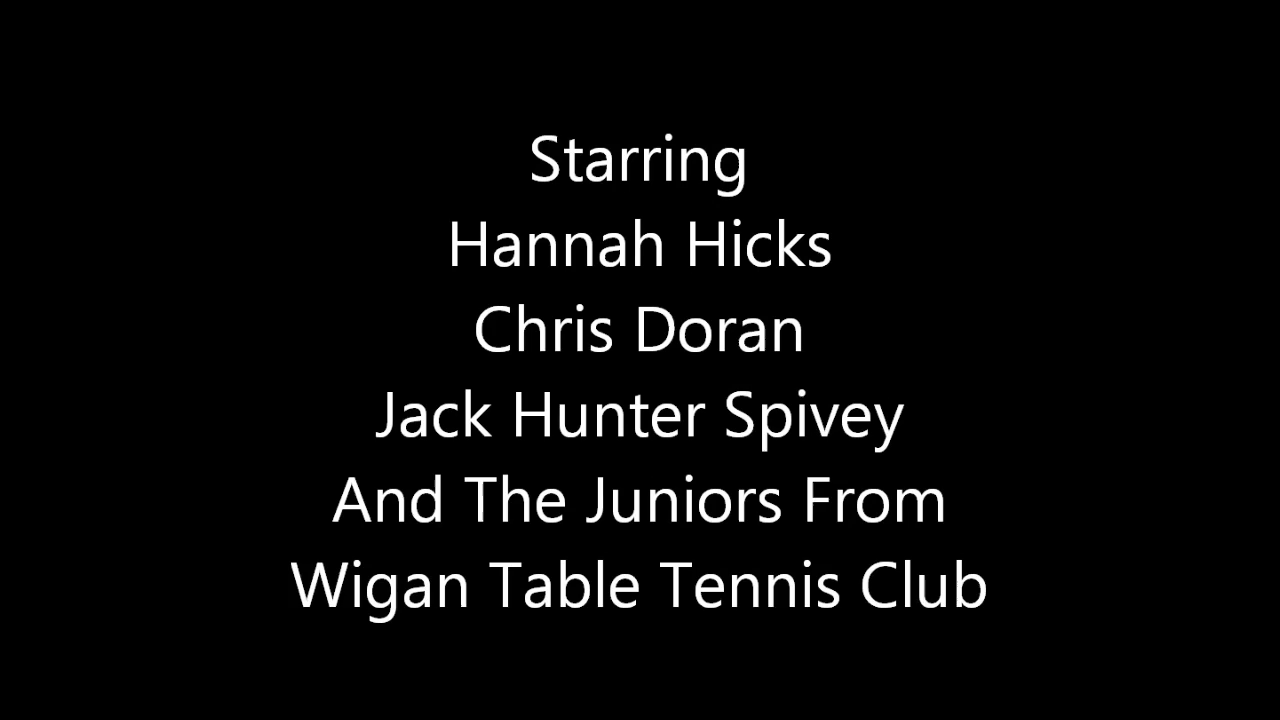 Starring
Hannah Hicks
Chris Doran
Jack Hunter Spivey
And The Juniors From
Wigan Table Tennis Club